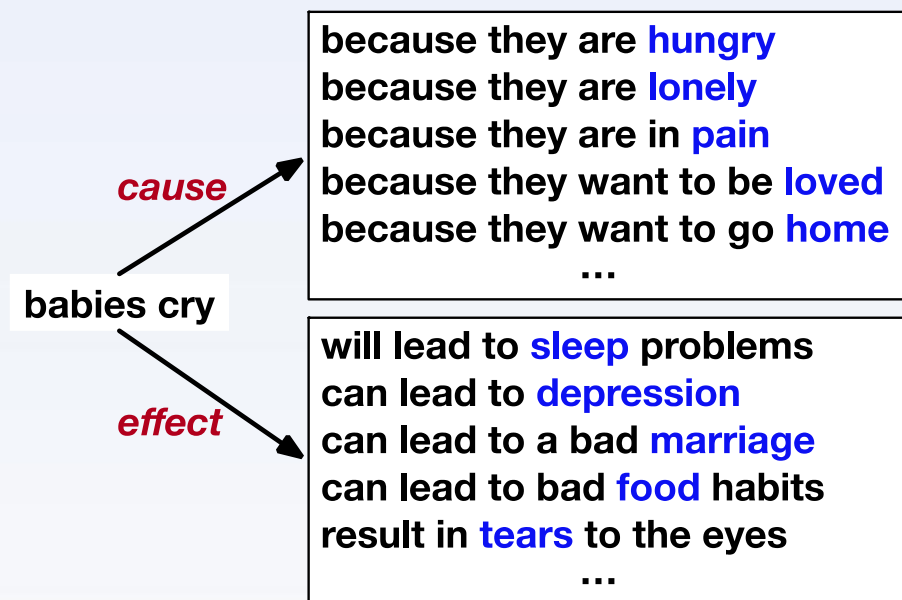 because they are hungry
because they are lonely
because they are in pain
because they want to be loved
because they want to go home
...
cause
babies cry
effect
will lead to sleep problems
can lead to depression
can lead to a bad marriage
can lead to bad food habits
result in tears to the eyes
...